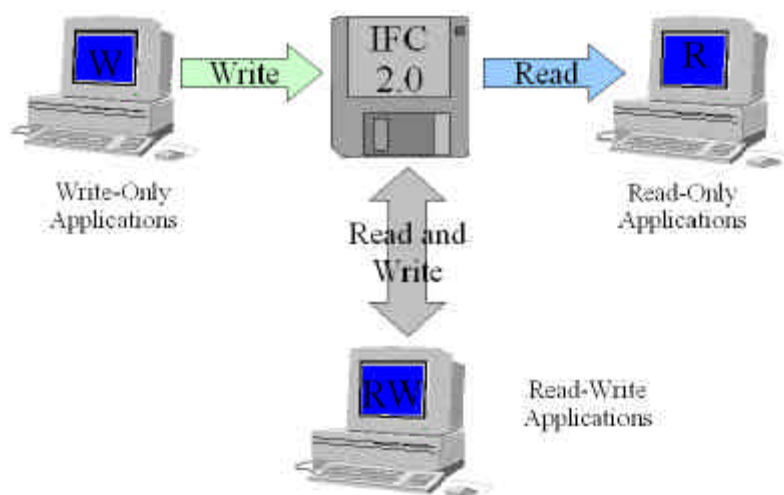 W
Write
IFC
2.0
Read
R
Write-Only
Applications
Read-Only
Applications
Read and
Write
RW
Read-Write
Applications